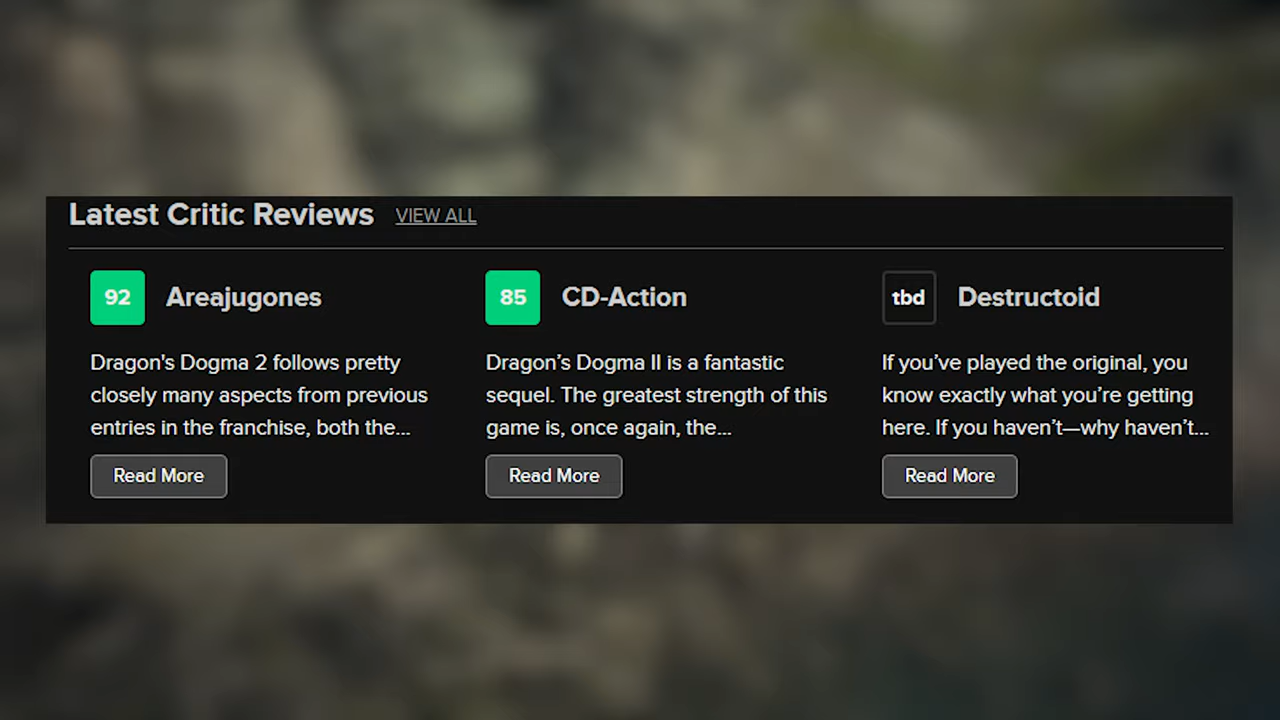 Latest Critic Reviews VIEW ALL
92 Areajugones
Dragon's Dogma 2 follows pretty
closely many aspects from previous
entries in the franchise, both the...
Read More
85 CD-Action
Dragon’s Dogma II is a fantastic
sequel. The greatest strength of this
game is, once again, the...
Read More
tbd Destructoid
If you’ve played the original, you
know exactly what you’re getting
here. If you haven’t—why haven’t...
Read More